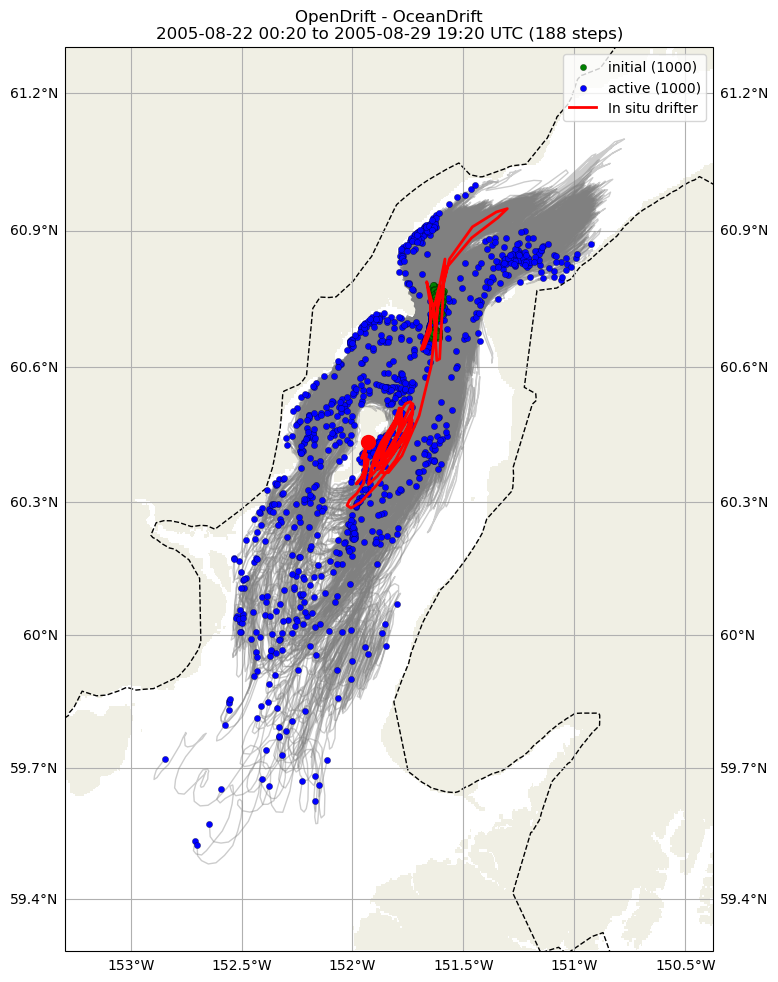 OpenDrift - OceanDrift
2005-08-22 00:20 to 2005-08-29 19:20 UTC (188 steps)
initial (1000)
active (1000)
In situ drifter
61.2°N
61.2°N
60.9°N
60.9°N
60.6°N
60.6°N
60.3°N
60.3°N
60°N
60°N
59.7°N
59.7°N
59.4°N
59.4°N
153°W
152.5°W
152°W
151.5°W
151°W
150.5°W